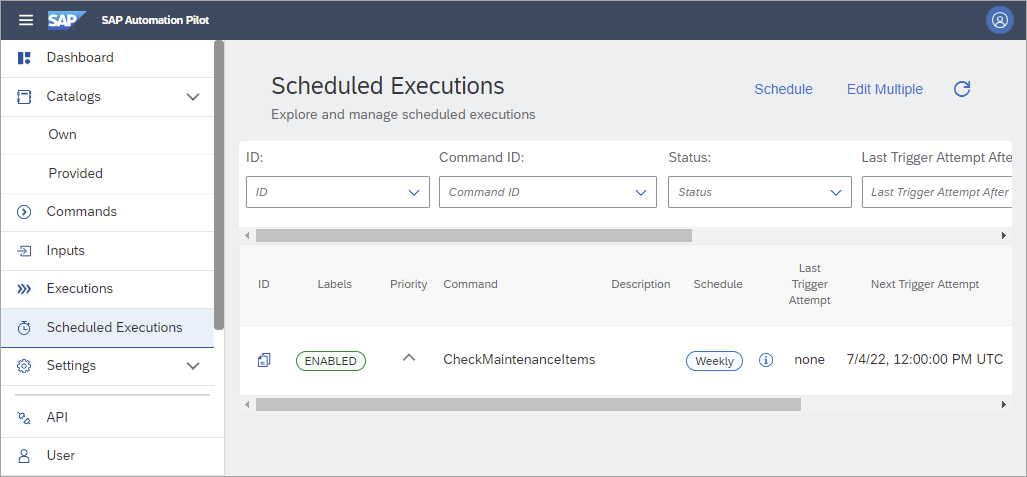 SAP SAP Automation Pilot
Dashboard
Catalogs
Own
Provided
Commands
Inputs
Executions
Scheduled Executions
Settings
API
User
Scheduled Executions
Explore and manage scheduled executions
Schedule Edit Multiple
ID: Command ID: Status: Last Trigger Attempt Afte
ID Command ID Status Last Trigger Attempt After
ID Labels Priority Command Description Schedule Last Trigger Attempt Next Trigger Attempt
ENABLED CheckMaintenanceItems Weekly none 7/4/22, 12:00:00 PM UTC